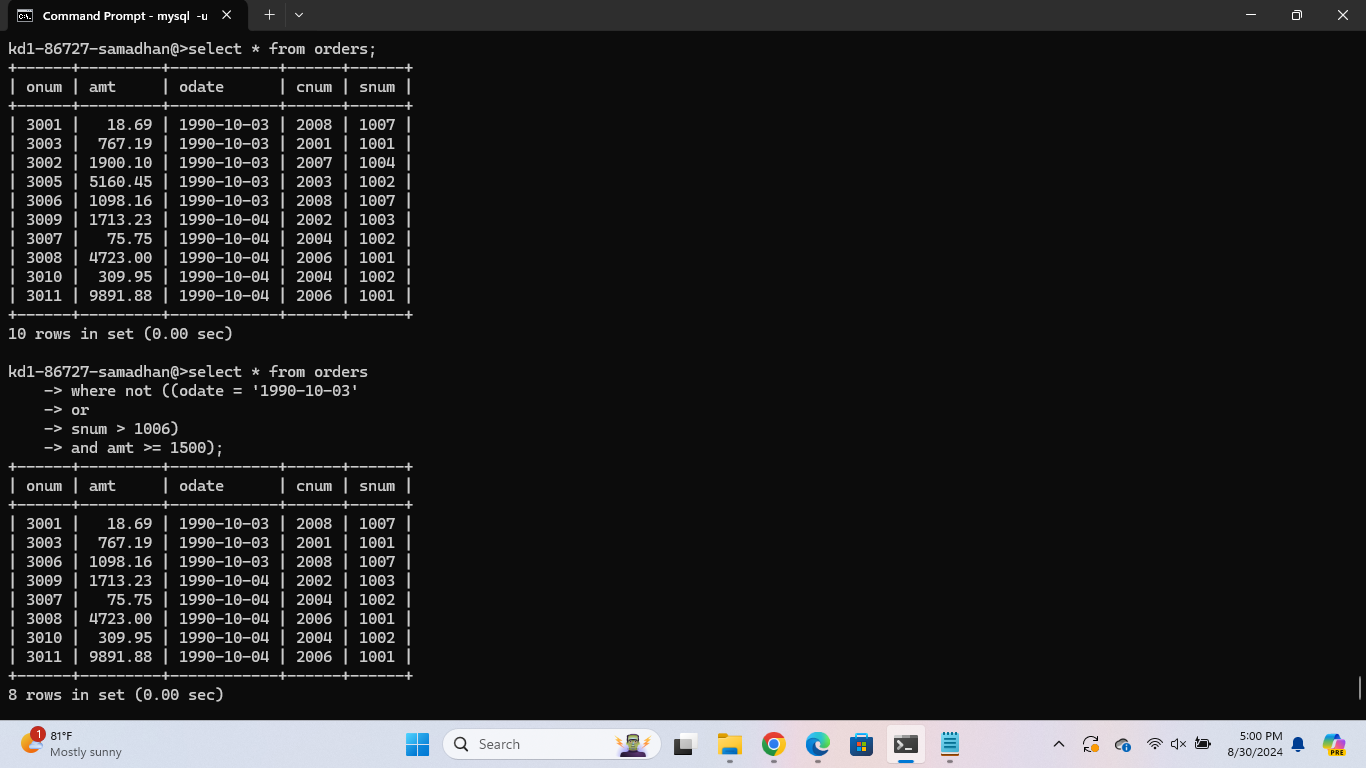 Command Prompt - mysql -u
kd1-86727-samadhan@>select * from orders;
+------+---------+------------+------+------+
| onum | amt     | odate      | cnum | snum |
+------+---------+------------+------+------+
| 3001 |   18.69 | 1990-10-03 | 2008 | 1007 |
| 3003 |  767.19 | 1990-10-03 | 2001 | 1001 |
| 3002 | 1900.10 | 1990-10-03 | 2007 | 1004 |
| 3005 | 5160.45 | 1990-10-03 | 2003 | 1002 |
| 3006 | 1098.16 | 1990-10-03 | 2008 | 1007 |
| 3009 | 1713.23 | 1990-10-04 | 2002 | 1003 |
| 3007 |   75.75 | 1990-10-04 | 2004 | 1002 |
| 3008 | 4723.00 | 1990-10-04 | 2006 | 1001 |
| 3010 |  309.95 | 1990-10-04 | 2004 | 1002 |
| 3011 | 9891.88 | 1990-10-04 | 2006 | 1001 |
+------+---------+------------+------+------+
10 rows in set (0.00 sec)
kd1-86727-samadhan@>select * from orders
    -> where not ((odate = '1990-10-03'
    -> or
    -> snum > 1006)
    -> and amt >= 1500);
+------+---------+------------+------+------+
| onum | amt     | odate      | cnum | snum |
+------+---------+------------+------+------+
| 3001 |   18.69 | 1990-10-03 | 2008 | 1007 |
| 3003 |  767.19 | 1990-10-03 | 2001 | 1001 |
| 3006 | 1098.16 | 1990-10-03 | 2008 | 1007 |
| 3009 | 1713.23 | 1990-10-04 | 2002 | 1003 |
| 3007 |   75.75 | 1990-10-04 | 2004 | 1002 |
| 3008 | 4723.00 | 1990-10-04 | 2006 | 1001 |
| 3010 |  309.95 | 1990-10-04 | 2004 | 1002 |
| 3011 | 9891.88 | 1990-10-04 | 2006 | 1001 |
+------+---------+------------+------+------+
8 rows in set (0.00 sec)
1
81°F
Mostly sunny
Search
5:00 PM
8/30/2024
PRE